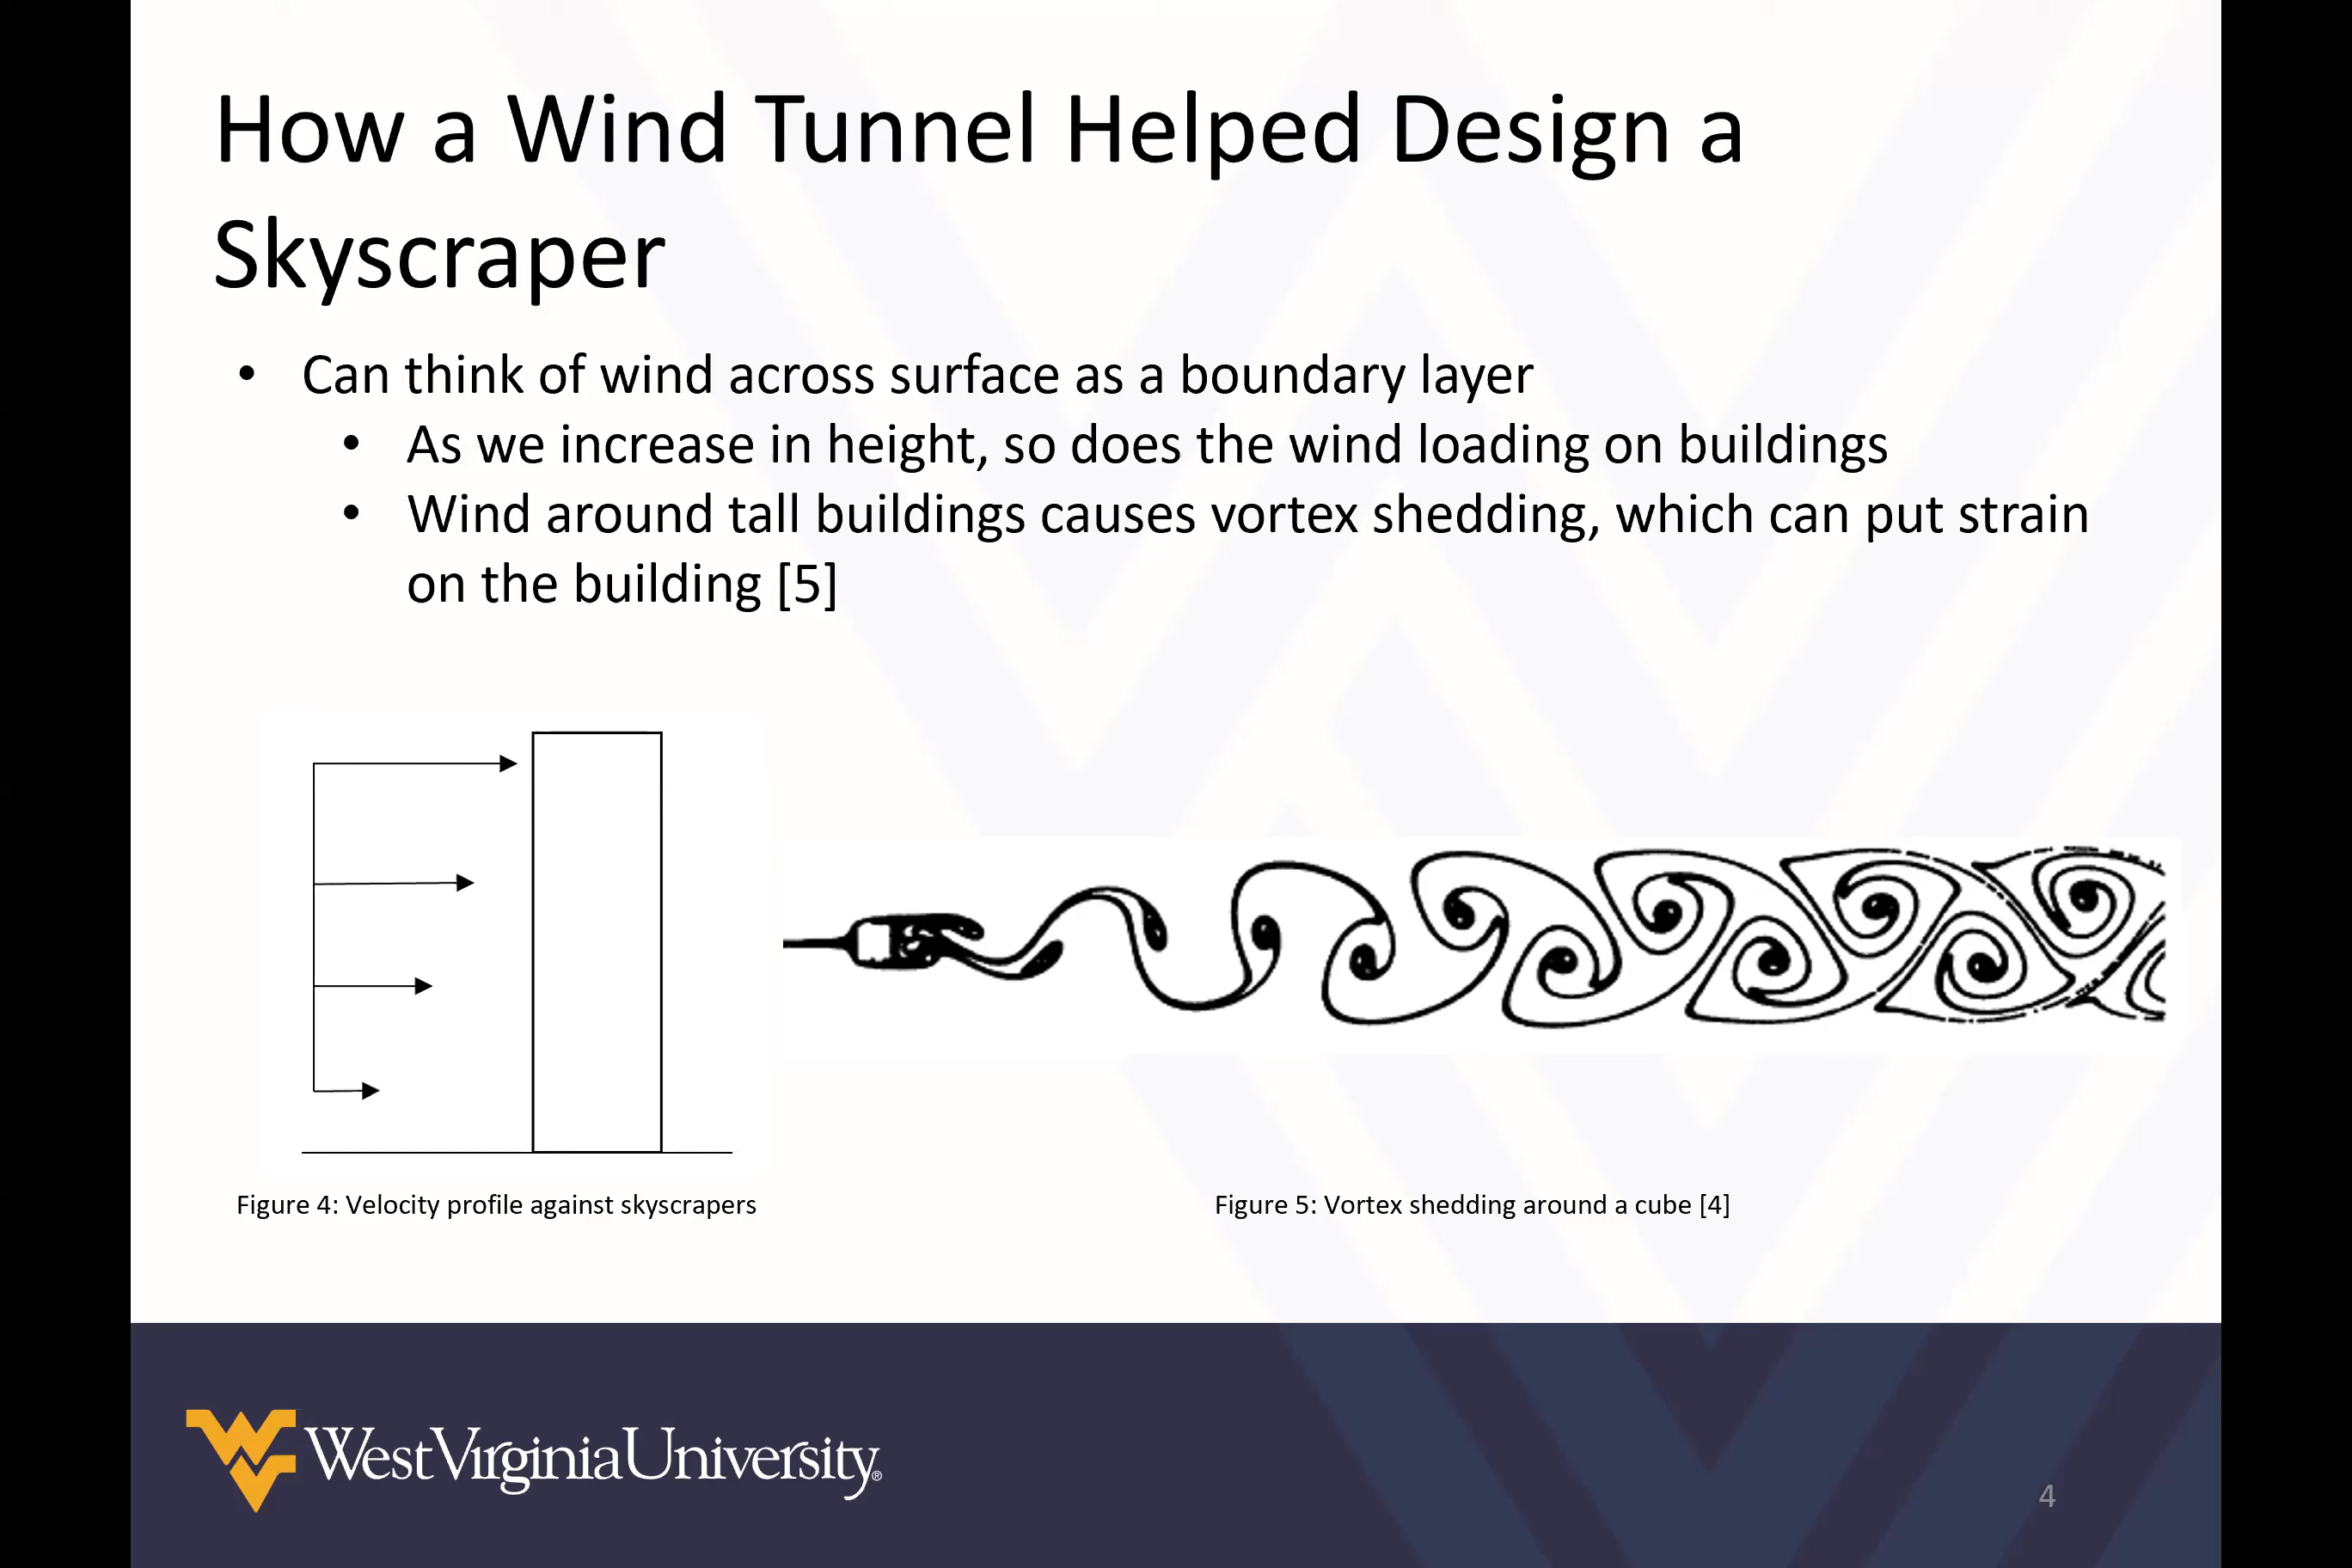 How a Wind Tunnel Helped Design a
Skyscraper
• Can think of wind across surface as a boundary layer
• As we increase in height, so does the wind loading on buildings
• Wind around tall buildings causes vortex shedding, which can put strain
on the building [5]
Figure 4: Velocity profile against skyscrapers
Figure 5: Vortex shedding around a cube [4]
WestVirginiaUniversity®
4